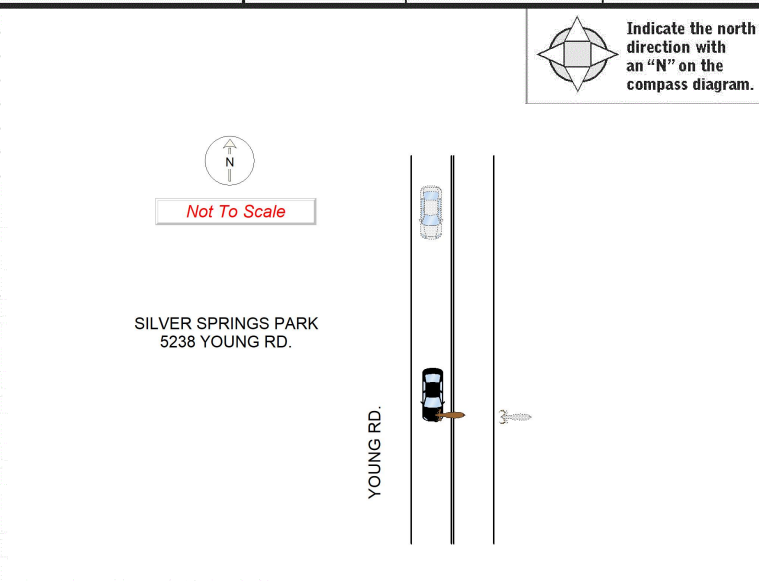 Indicate the north
direction with
an “N” on the
compass diagram.
N
Not To Scale
SILVER SPRINGS PARK
5238 YOUNG RD.
YOUNG RD.